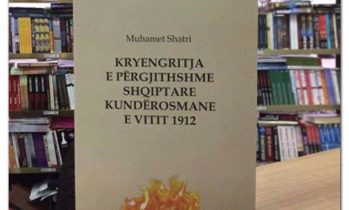 Muhamet Shatri
KRYENGRITJA
E PËRGJITHSHME
SHQIPTARE
KUNDËROSMANE
E VITIT 1912